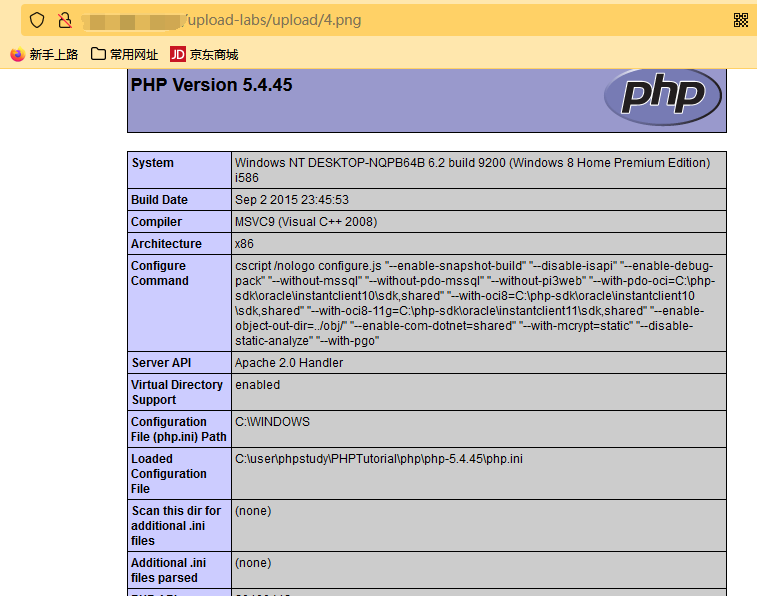 /upload-labs/upload/4.png
新手上路 常用网址 JD 京东商城
PHP Version 5.4.45
php
System Windows NT DESKTOP-NQPB64B 6.2 build 9200 (Windows 8 Home Premium Edition)
i586
Build Date Sep 2 2015 23:45:53
Compiler MSVC9 (Visual C++ 2008)
Architecture x86
Configure cscript /nologo configure.js "--enable-snapshot-build" "--disable-isapi" "--enable-debug-
Command pack" "--without-mssql" "--without-pdo-mssql" "--without-pi3web" "--with-pdo-oci=C:\php-
sdk\oracle\instantclient10\sdk,shared" "--with-oci8=C:\php-sdk\oracle\instantclient10
\sdk,shared" "--with-oci8-11g=C:\php-sdk\oracle\instantclient11\sdk,shared" "--enable-
object-out-dir=../obj/" "--enable-com-dotnet=shared" "--with-mcrypt=static" "--disable-
static-analyze" "--with-pgo"
Server API Apache 2.0 Handler
Virtual Directory enabled
Support
Configuration C:\WINDOWS
File (php.ini) Path
Loaded C:\user\phpstudy\PHPTutorial\php\php-5.4.45\php.ini
Configuration
File
Scan this dir for (none)
additional .ini
files
Additional .ini (none)
files parsed